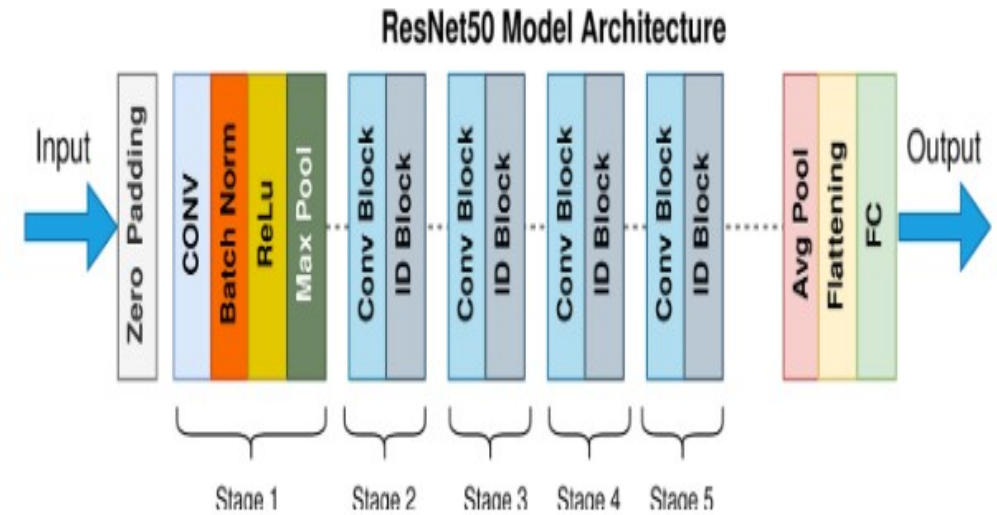 ResNet50 Model Architecture
Input
Zero Padding
CONV
Batch Norm
ReLu
Max Pool
Conv Block
ID Block
Conv Block
ID Block
Conv Block
ID Block
Conv Block
ID Block
Avg Pool
Flattening
FC
Output
Stage 1
Stage 2
Stage 3
Stage 4
Stage 5